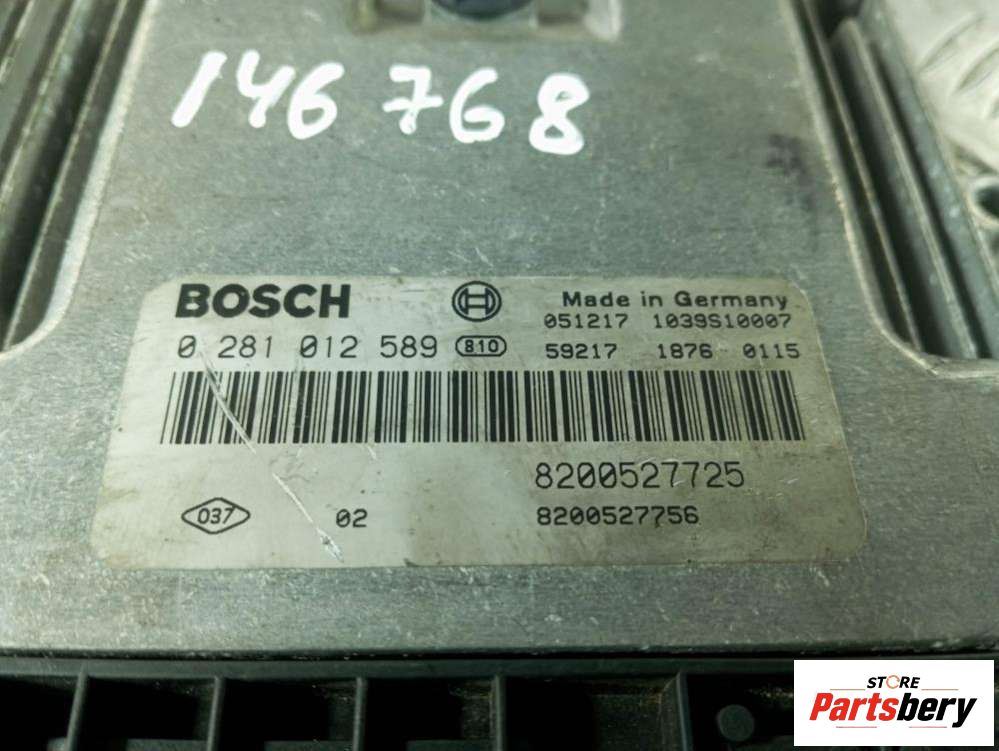 146 768
BOSCH
Made in Germany
051217 1039S10007
0 281 012 589 810
59217 1876 0115
8200527725
037 02 8200527756
STORE
Partsbery